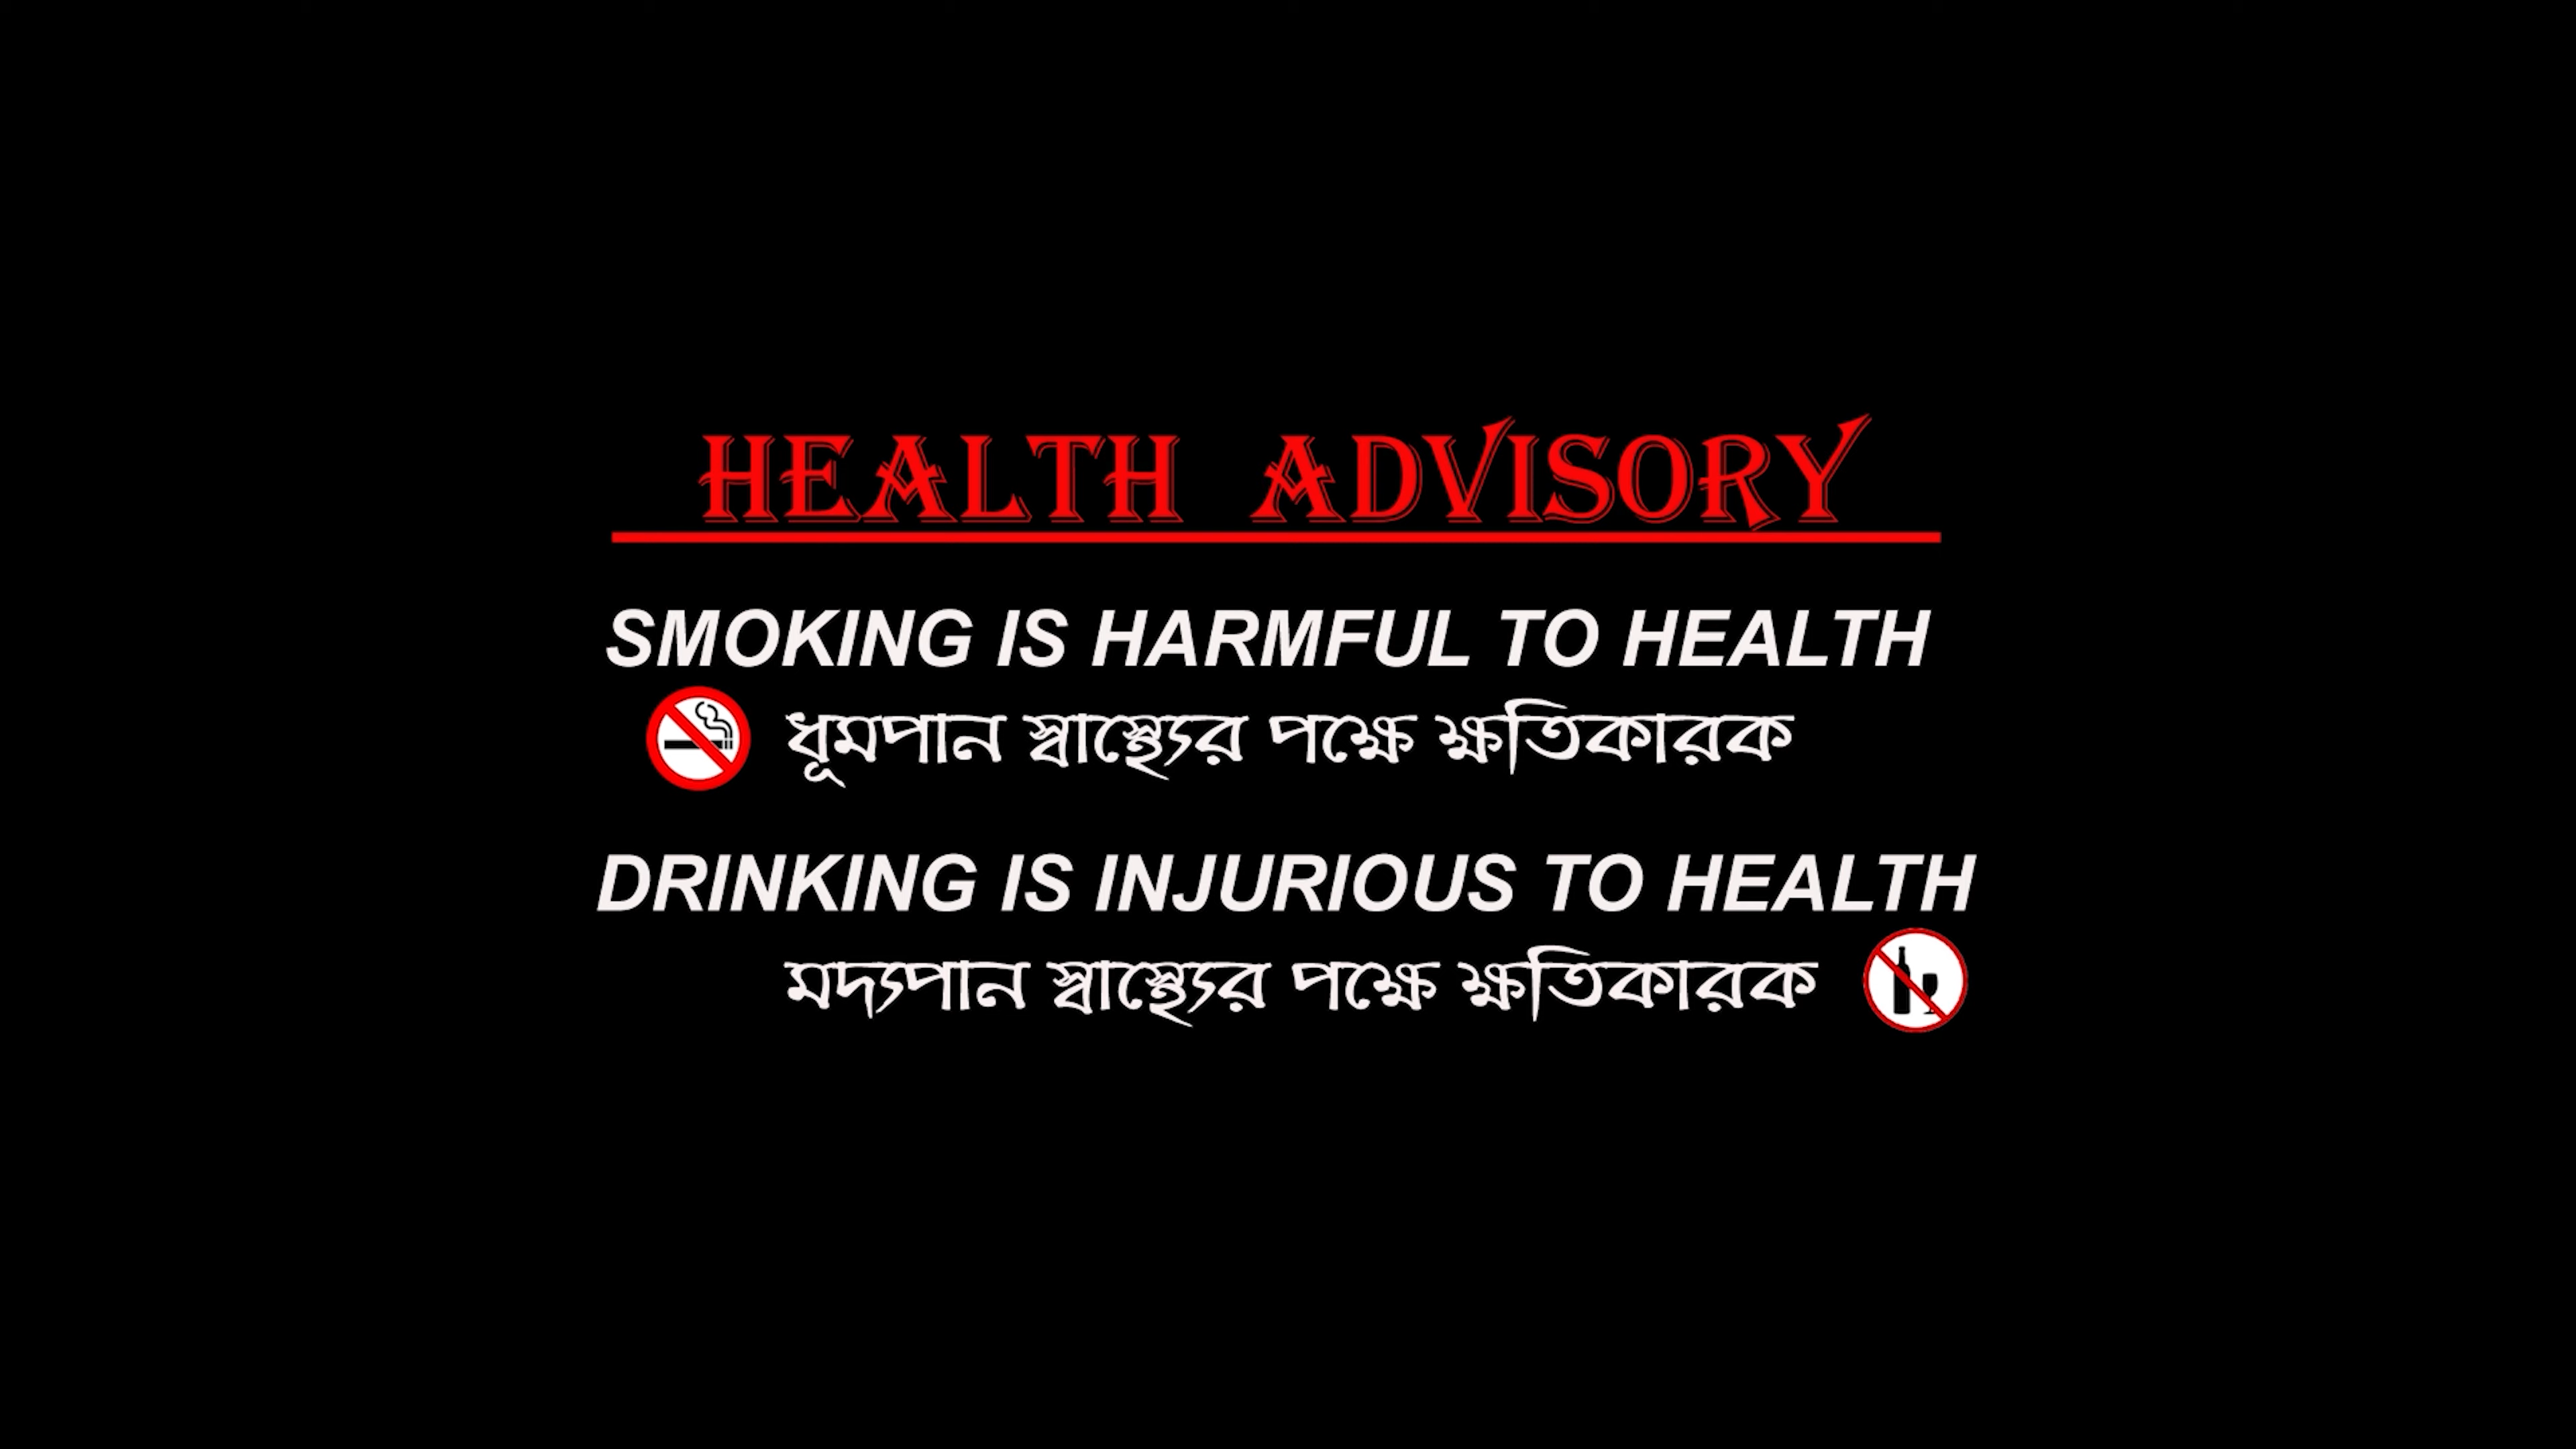 HEALTH ADVISORY
SMOKING IS HARMFUL TO HEALTH
ধূমপান স্বাস্থ্যের পক্ষে ক্ষতিকারক
DRINKING IS INJURIOUS TO HEALTH
মদ্যপান স্বাস্থ্যের পক্ষে ক্ষতিকারক